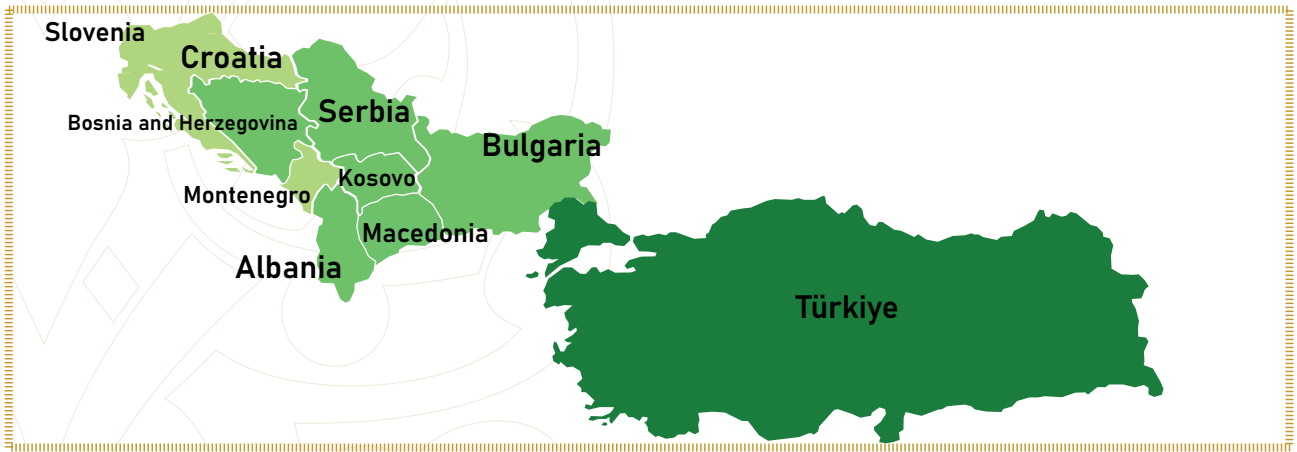 Slovenia
Croatia
Serbia
Bosnia and Herzegovina
Bulgaria
Kosovo
Montenegro
Macedonia
Albania
Türkiye